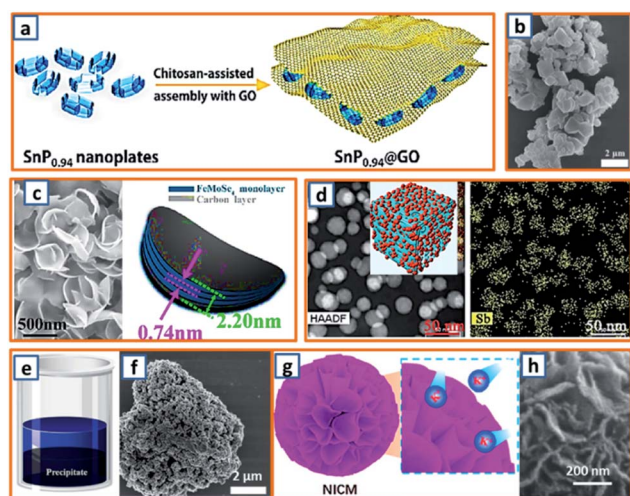 a
Chitosan-assisted
assembly with GO
SnP0.94 nanoplates
SnP0.94@GO
b
2 μm
c
500nm
FeMoSe4 monolayer
Carbon layer
0.74nm
2.20nm
d
HAADF
50 nm
Sb
50 nm
e
Precipitate
f
2 μm
g
NICM
h
200 nm